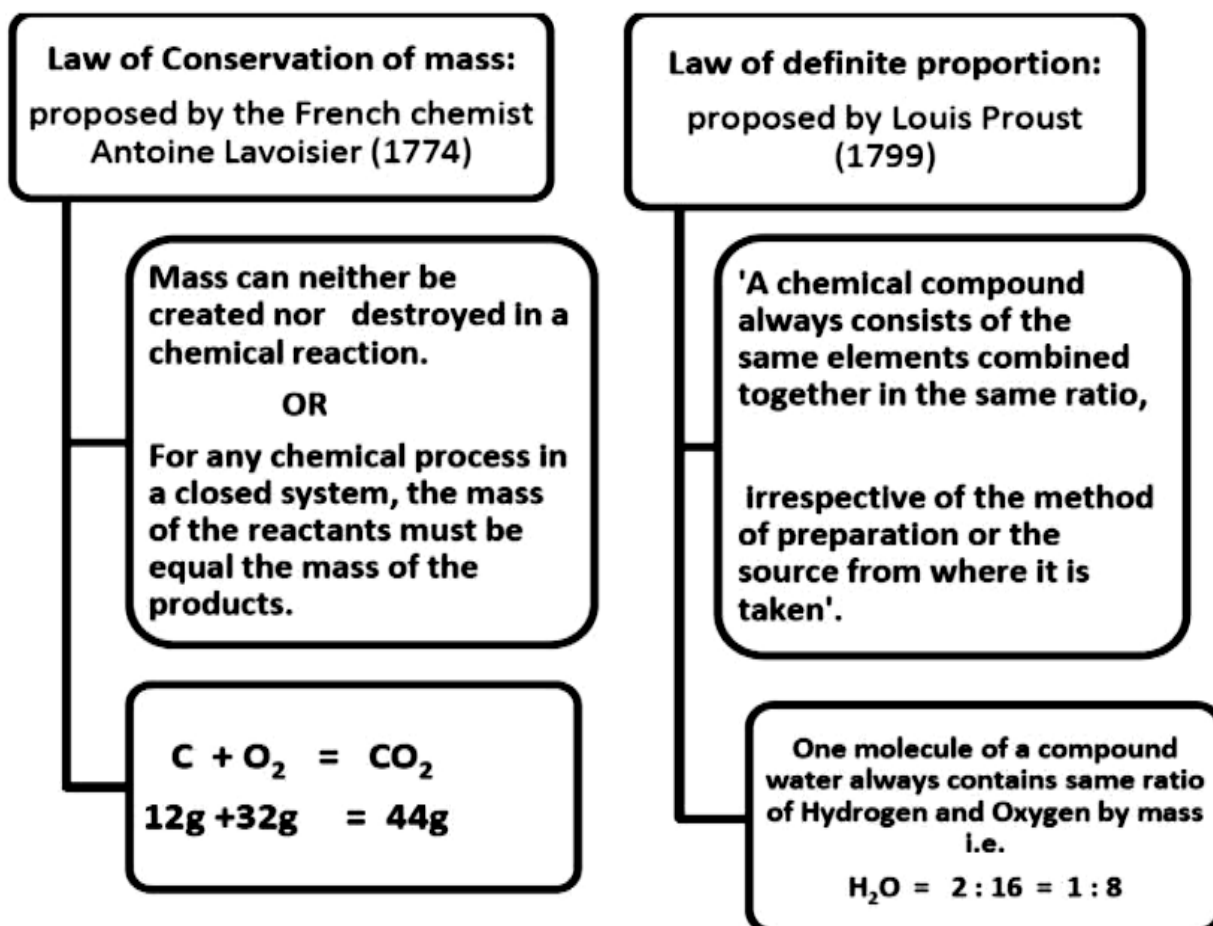 Law of Conservation of mass:
proposed by the French chemist
Antoine Lavoisier (1774)
Mass can neither be
created nor destroyed in a
chemical reaction.
OR
For any chemical process in
a closed system, the mass
of the reactants must be
equal the mass of the
products.
C + O₂ = CO₂
12g +32g = 44g
Law of definite proportion:
proposed by Louis Proust
(1799)
'A chemical compound
always consists of the
same elements combined
together in the same ratio,
irrespective of the method
of preparation or the
source from where it is
taken'.
One molecule of a compound
water always contains same ratio
of Hydrogen and Oxygen by mass
i.e.
H₂O = 2 : 16 = 1 : 8